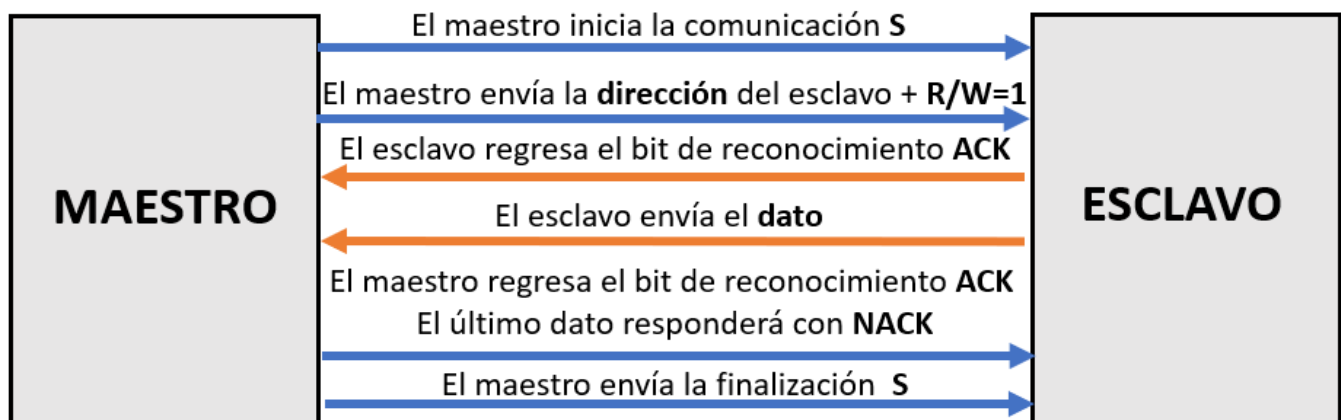 El maestro inicia la comunicación S
El maestro envía la dirección del esclavo + R/W=1
El esclavo regresa el bit de reconocimiento ACK
MAESTRO
El esclavo envía el dato
ESCLAVO
El maestro regresa el bit de reconocimiento ACK
El último dato responderá con NACK
El maestro envía la finalización S